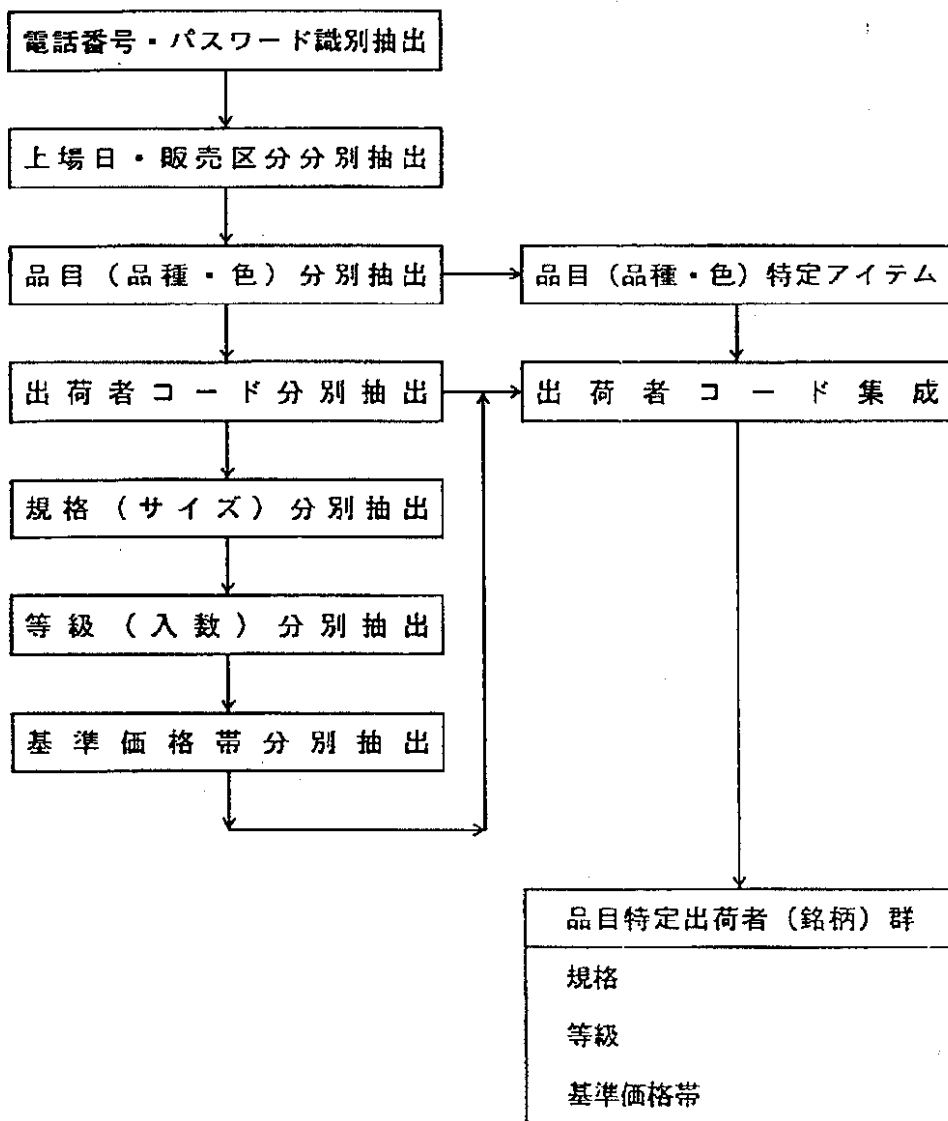 電話番号・パスワード識別抽出
上場日・販売区分分別抽出
品目（品種・色）分別抽出
品目（品種・色）特定アイテム
出荷者コード分別抽出
出荷者コード集成
規格（サイズ）分別抽出
等級（入数）分別抽出
基準価格帯分別抽出
品目特定出荷者（銘柄）群
規格
等級
基準価格帯